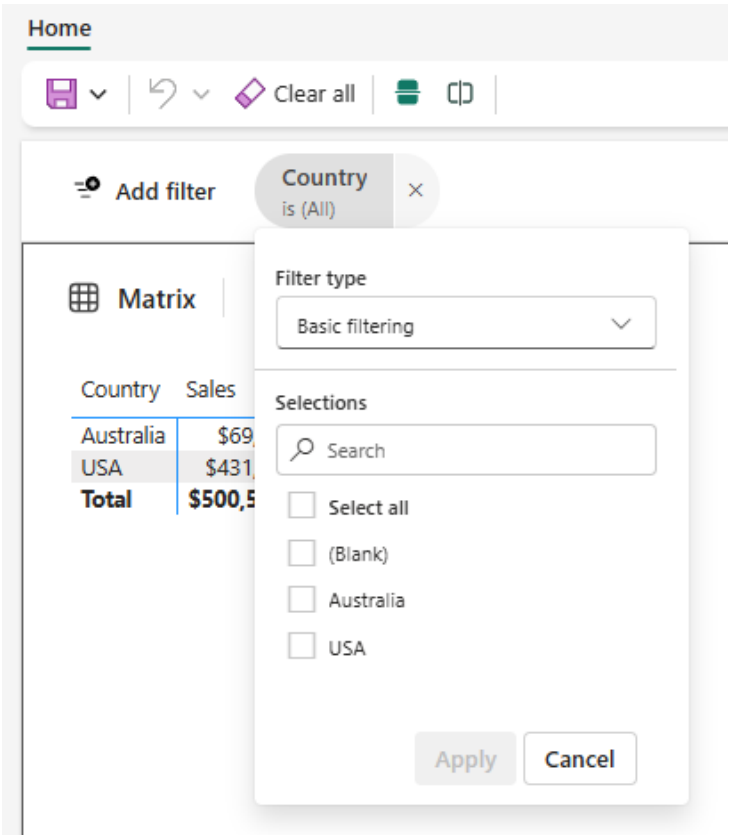 Home
Clear all
Add filter
Country
is (All)
Filter type
Basic filtering
Matrix
Country Sales
Australia $69,
USA $431,
Total $500,5
Selections
Search
Select all
(Blank)
Australia
USA
Apply Cancel